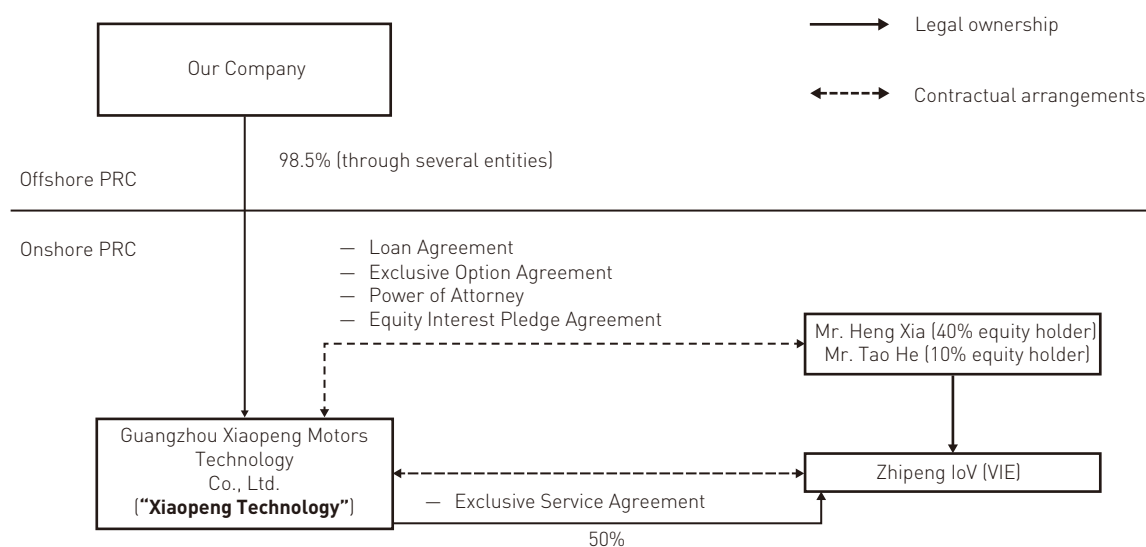 Our Company
Legal ownership
Contractual arrangements
98.5% (through several entities)
Offshore PRC
Onshore PRC
— Loan Agreement
— Exclusive Option Agreement
— Power of Attorney
— Equity Interest Pledge Agreement
Mr. Heng Xia (40% equity holder)
Mr. Tao He (10% equity holder)
Guangzhou Xiaopeng Motors
Technology
Co., Ltd.
(“Xiaopeng Technology”)
Zhipeng IoV (VIE)
— Exclusive Service Agreement
50%